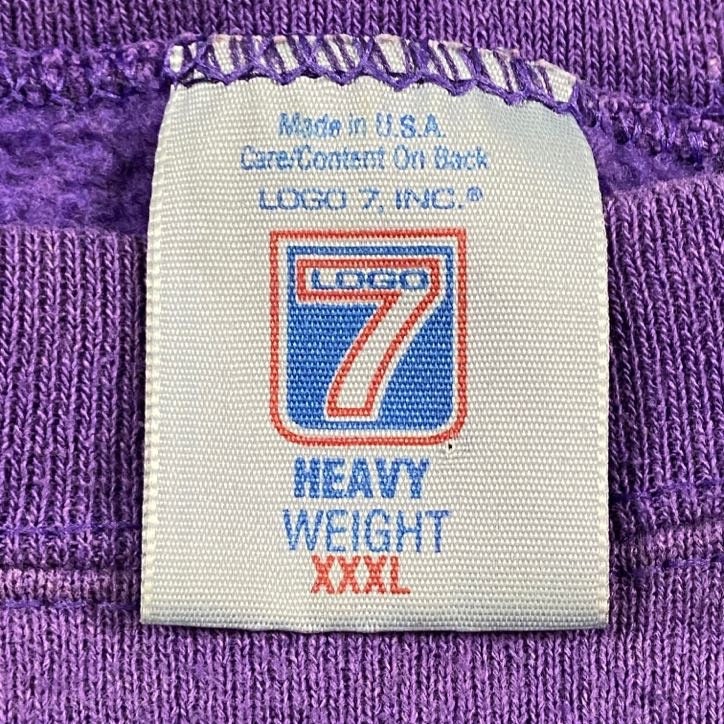 Made in U.S.A.
Care/Content On Back
LOGO 7, INC.®
LOGO
7
HEAVY
WEIGHT
XXXL